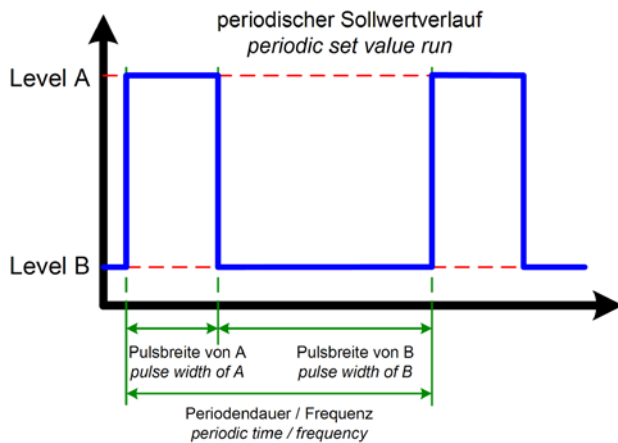 periodischer Sollwertverlauf
periodic set value run
Level A
Level B
Pulsbreite von A
pulse width of A
Pulsbreite von B
pulse width of B
Periodendauer / Frequenz
periodic time / frequency